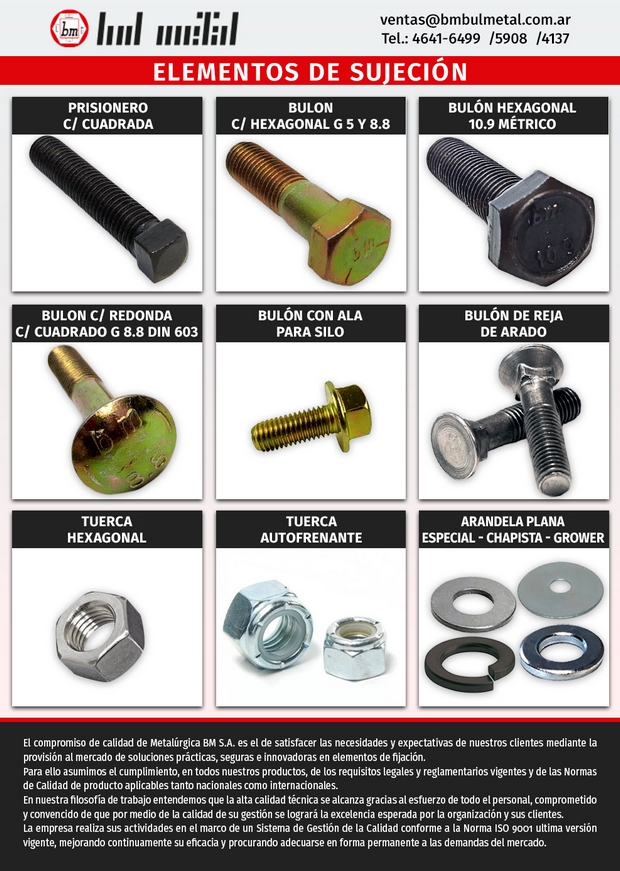 bm
bul metal
ventas@bmbulmetal.com.ar
Tel.: 4641-6499 /5908 /4137
ELEMENTOS DE SUJECIÓN
PRISIONERO
C/ CUADRADA
BULON
C/ HEXAGONAL G 5 Y 8.8
BULÓN HEXAGONAL
10.9 MÉTRICO
bm
bm
10.9
BULON C/ REDONDA
C/ CUADRADO G 8.8 DIN 603
BULÓN CON ALA
PARA SILO
BULÓN DE REJA
DE ARADO
Bm
8.8
TUERCA
HEXAGONAL
TUERCA
AUTOFRENANTE
ARANDELA PLANA
ESPECIAL - CHAPISTA - GROWER
El compromiso de calidad de Metalúrgica BM S.A. es el de satisfacer las necesidades y expectativas de nuestros clientes mediante la
provisión al mercado de soluciones prácticas, seguras e innovadoras en elementos de fijación.
Para ello asumimos el cumplimiento, en todos nuestros productos, de los requisitos legales y reglamentarios vigentes y de las Normas
de Calidad de producto aplicables tanto nacionales como internacionales.
En nuestra filosofía de trabajo entendemos que la alta calidad técnica se alcanza gracias al esfuerzo de todo el personal, comprometido
y convencido de que por medio de la calidad de su gestión se logrará la excelencia esperada por la organización y sus clientes.
La empresa realiza sus actividades en el marco de un Sistema de Gestión de la Calidad conforme a la Norma ISO 9001 ultima versión
vigente, mejorando continuamente su eficacia y procurando adecuarse en forma permanente a las demandas del mercado.